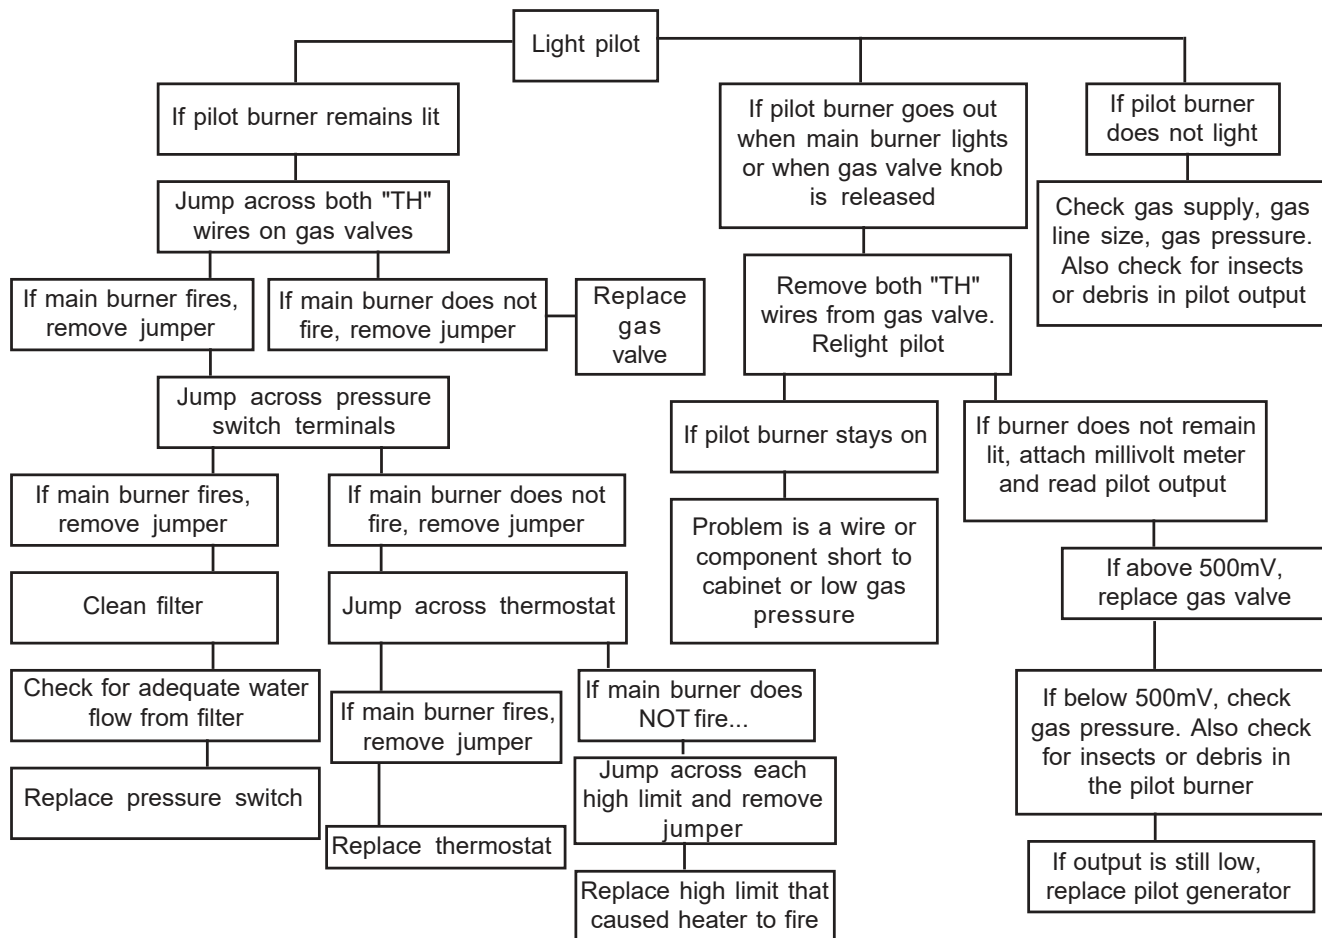 Light pilot
If pilot burner remains lit
If pilot burner goes out
when main burner lights
or when gas valve knob
is released
If pilot burner
does not light
Jump across both "TH"
wires on gas valves
Check gas supply, gas
line size, gas pressure.
Also check for insects
or debris in pilot output
If main burner fires,
remove jumper
If main burner does not
fire, remove jumper
Replace
gas
valve
Remove both "TH"
wires from gas valve.
Relight pilot
Jump across pressure
switch terminals
If pilot burner stays on
If burner does not remain
lit, attach millivolt meter
and read pilot output
If main burner fires,
remove jumper
If main burner does not
fire, remove jumper
Problem is a wire or
component short to
cabinet or low gas
pressure
If above 500mV,
replace gas valve
Clean filter
Jump across thermostat
Check for adequate water
flow from filter
If main burner fires,
remove jumper
If main burner does
NOT fire...
If below 500mV, check
gas pressure. Also check
for insects or debris in
the pilot burner
Replace pressure switch
Replace thermostat
Jump across each
high limit and remove
jumper
If output is still low,
replace pilot generator
Replace high limit that
caused heater to fire